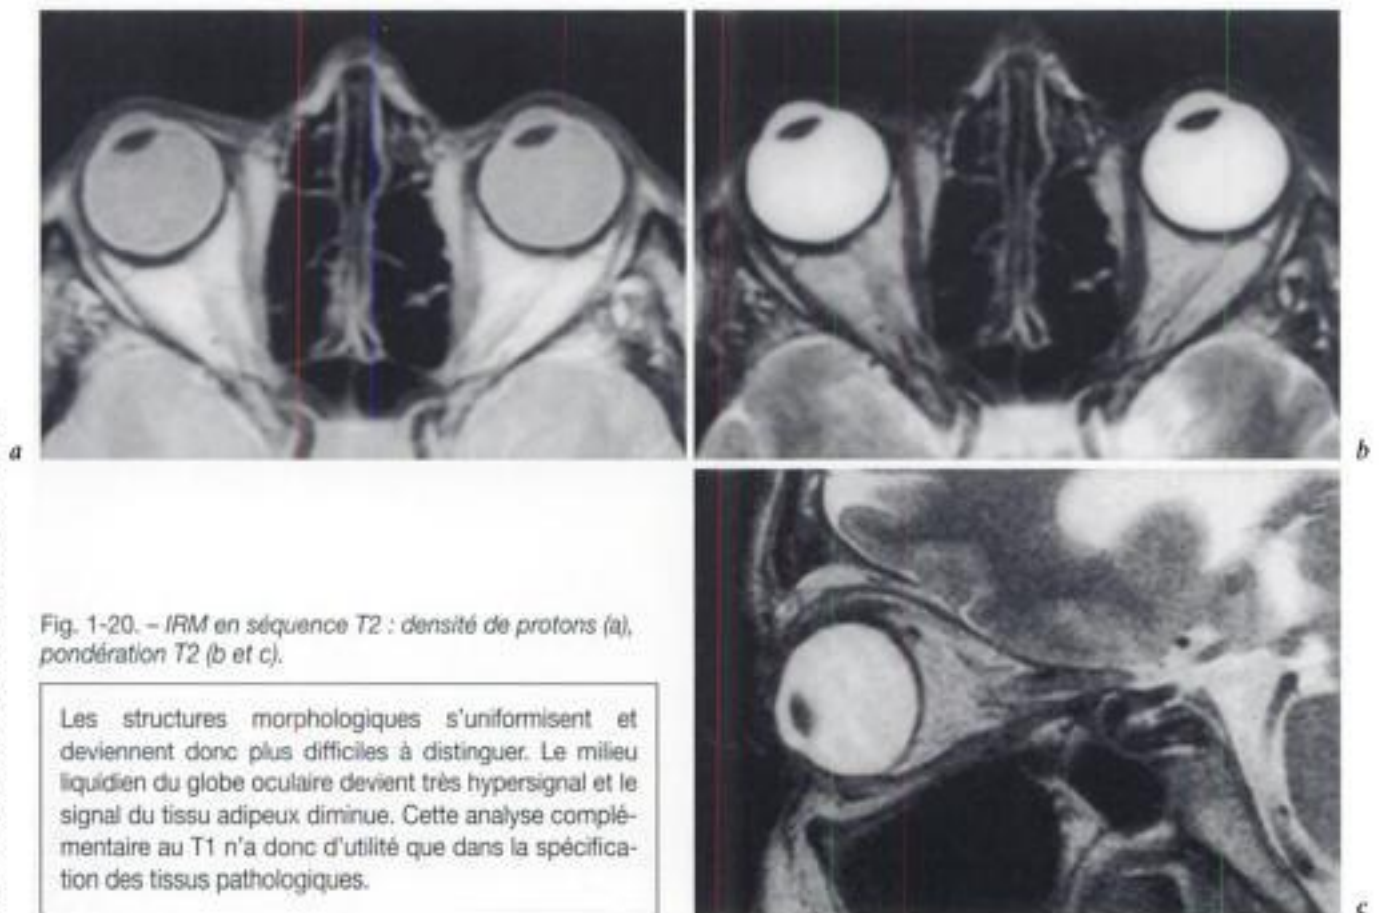 a
b
Fig. 1-20. – IRM en séquence T2 : densité de protons (a),
pondération T2 (b et c).
Les structures morphologiques s'uniformisent et
deviennent donc plus difficiles à distinguer. Le milieu
liquidien du globe oculaire devient très hypersignal et le
signal du tissu adipeux diminue. Cette analyse complé-
mentaire au T1 n'a donc d'utilité que dans la spécifica-
tion des tissus pathologiques.
c